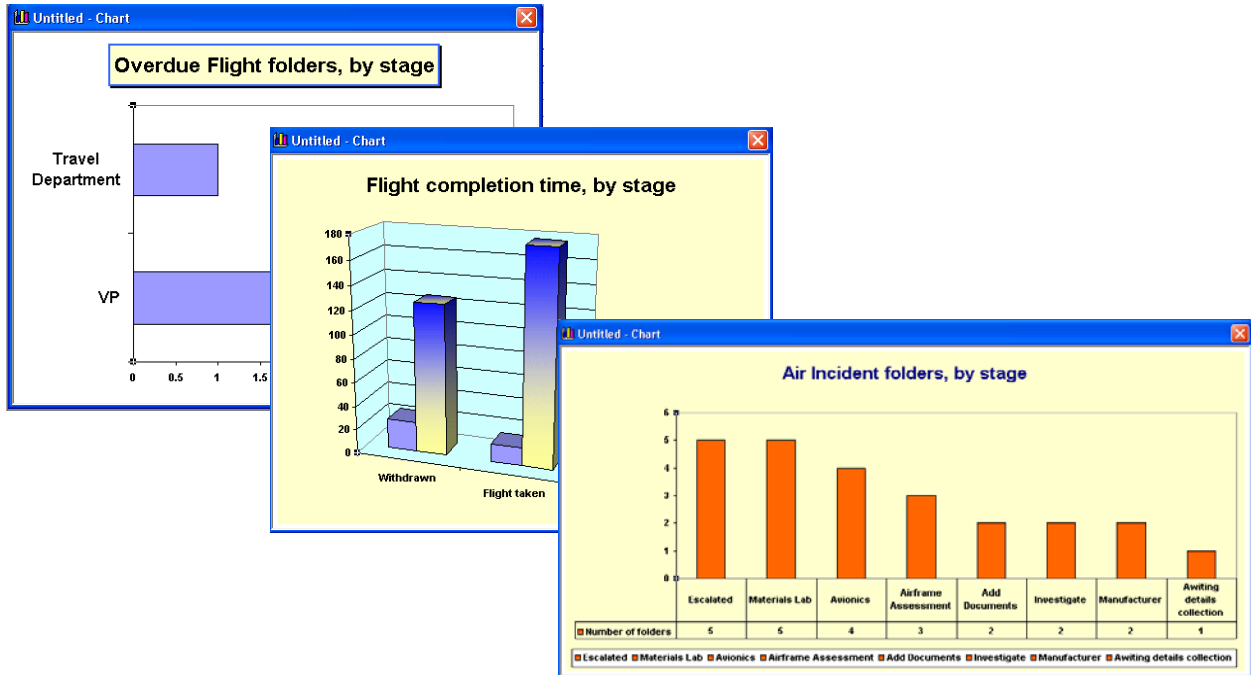 Untitled - Chart
Overdue Flight folders, by stage
Travel
Department
VP
0 0.5 1 1.5
Untitled - Chart
Flight completion time, by stage
180
160
140
120
100
80
60
40
20
0
Withdrawn
Flight taken
Untitled - Chart
Air Incident folders, by stage
6
5
4
3
2
1
0
Escalated Materials Lab Avionics Airframe Assessment Add Documents Investigate Manufacturer Awiting details collection
Number of folders 5 5 4 3 2 2 2 1
Escalated Materials Lab Avionics Airframe Assessment Add Documents Investigate Manufacturer Awiting details collection